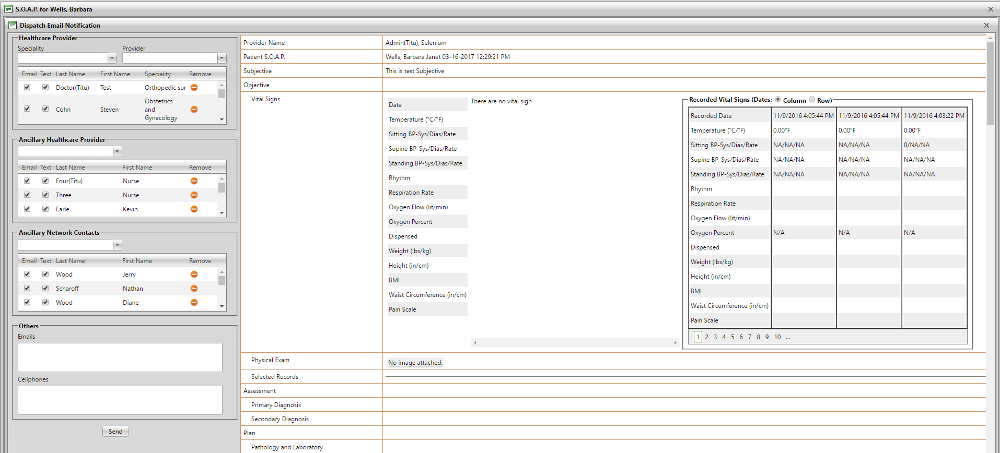 S.O.A.P. for Wells, Barbara
Dispatch Email Notification
Healthcare Provider
Speciality Provider
Email Text Last Name First Name Speciality Remove
Doctor(Titu) Test Orthopedic sur
Cohn Steven Obstetrics and Gynecology
Ancillary Healthcare Provider
Email Text Last Name First Name Remove
Four(Titu) Nurse
Three Nurse
Earle Kevin
Ancillary Network Contacts
Email Text Last Name First Name Remove
Wood Jerry
Scharoff Nathan
Wood Diane
Others
Emails
Cellphones
Send
Provider Name Admin(Titu), Selenium
Patient S.O.A.P. Wells, Barbara Janet 03-16-2017 12:29:21 PM
Subjective This is test Subjective
Objective
Vital Signs
Date There are no vital sign
Temperature (°C/°F)
Sitting BP-Sys/Dias/Rate
Supine BP-Sys/Dias/Rate
Standing BP-Sys/Dias/Rate
Rhythm
Respiration Rate
Oxygen Flow (lit/min)
Oxygen Percent
Dispensed
Weight (lbs/kg)
Height (in/cm)
BMI
Waist Circumference (in/cm)
Pain Scale
Recorded Vital Signs (Dates: Column Row)
Recorded Date 11/9/2016 4:05:44 PM 11/9/2016 4:05:44 PM 11/9/2016 4:03:22 PM
Temperature (°C/°F) 0.00°F 0.00°F 0.00°F
Sitting BP-Sys/Dias/Rate NA/NA/NA NA/NA/NA 0/NA/NA
Supine BP-Sys/Dias/Rate NA/NA/NA NA/NA/NA NA/NA/NA
Standing BP-Sys/Dias/Rate NA/NA/NA NA/NA/NA NA/NA/NA
Rhythm
Respiration Rate
Oxygen Flow (lit/min)
Oxygen Percent N/A N/A N/A
Dispensed
Weight (lbs/kg)
Height (in/cm)
BMI
Waist Circumference (in/cm)
Pain Scale
1 2 3 4 5 6 7 8 9 10 ...
Physical Exam No image attached.
Selected Records
Assessment
Primary Diagnosis
Secondary Diagnosis
Plan
Pathology and Laboratory